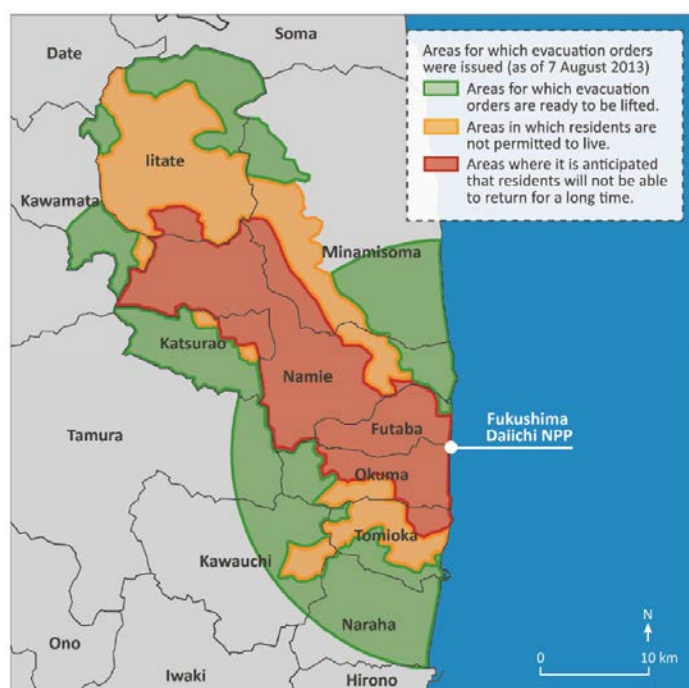 Soma
Date
Areas for which evacuation orders
were issued (as of 7 August 2013)
Areas for which evacuation
orders are ready to be lifted.
Areas in which residents are
not permitted to live.
Areas where it is anticipated
that residents will not be able
to return for a long time.
Iitate
Kawamata
Minamisoma
Katsurao
Namie
Fukushima
Daiichi NPP
Futaba
Tamura
Okuma
Tomioka
Kawauchi
Naraha
N
Ono
0 10 km
Iwaki
Hirono